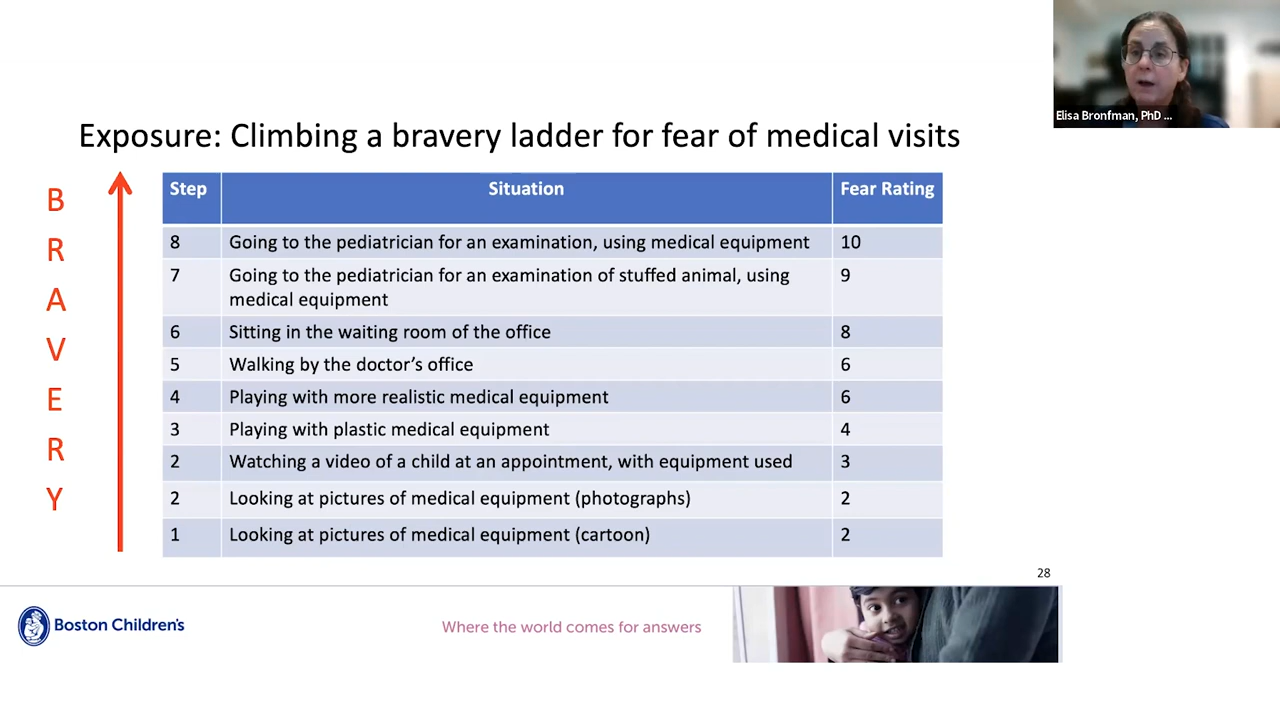 Elisa Bronfman, PhD ...
Exposure: Climbing a bravery ladder for fear of medical visits
B
R
A
V
E
R
Y
Step Situation Fear Rating
8 Going to the pediatrician for an examination, using medical equipment 10
7 Going to the pediatrician for an examination of stuffed animal, using 9
medical equipment
6 Sitting in the waiting room of the office 8
5 Walking by the doctor's office 6
4 Playing with more realistic medical equipment 6
3 Playing with plastic medical equipment 4
2 Watching a video of a child at an appointment, with equipment used 3
2 Looking at pictures of medical equipment (photographs) 2
1 Looking at pictures of medical equipment (cartoon) 2
28
Boston Children's
Where the world comes for answers